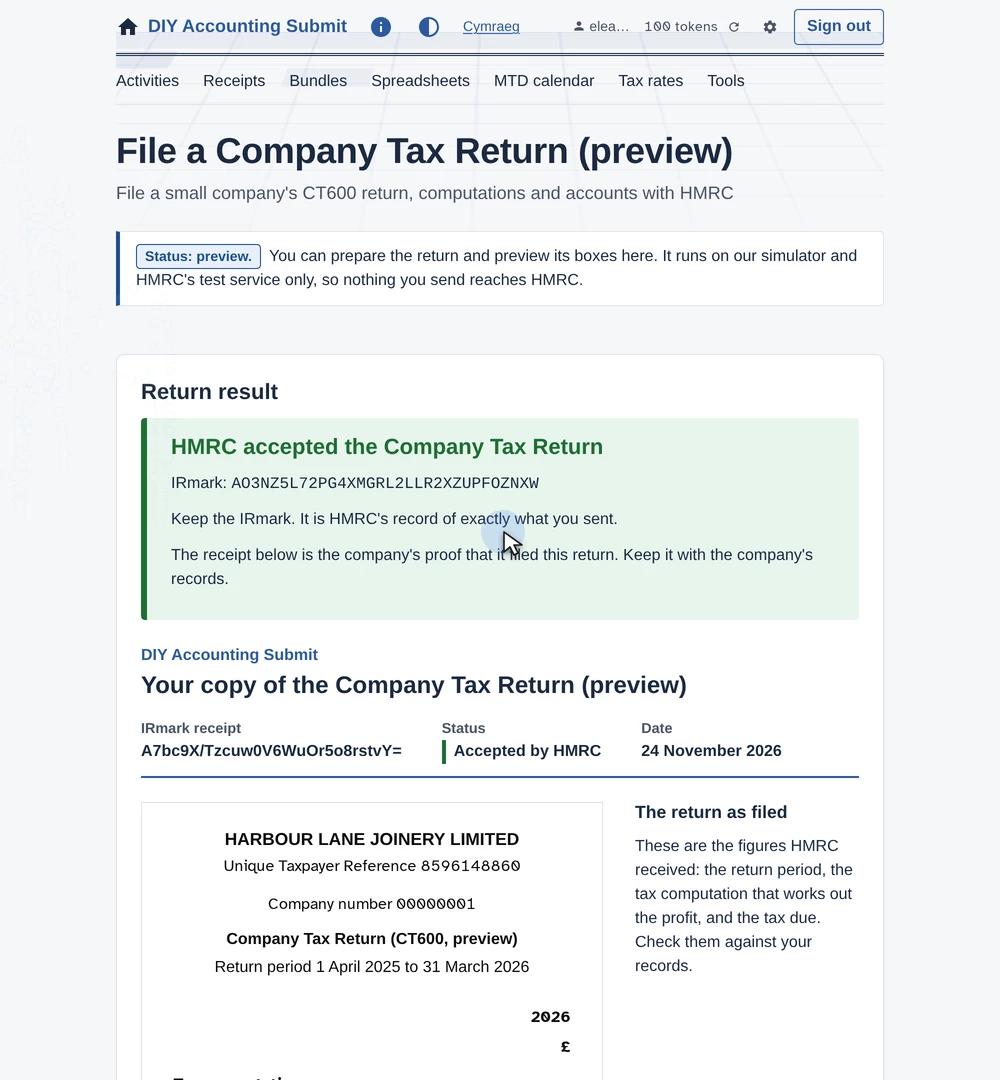 DIY Accounting Submit
Cymraeg
elea...
100 tokens
Sign out
Activities
Receipts
Bundles
Spreadsheets
MTD calendar
Tax rates
Tools
File a Company Tax Return (preview)
File a small company's CT600 return, computations and accounts with HMRC
Status: preview. You can prepare the return and preview its boxes here. It runs on our simulator and
HMRC's test service only, so nothing you send reaches HMRC.
Return result
HMRC accepted the Company Tax Return
IRmark: AO3NZ5L72PG4XMGRL2LLR2XZUPFOZNXW
Keep the IRmark. It is HMRC's record of exactly what you sent.
The receipt below is the company's proof that it filed this return. Keep it with the company's
records.
DIY Accounting Submit
Your copy of the Company Tax Return (preview)
IRmark receipt
A7bc9X/Tzcuw0V6WuOr5o8rstvY=
Status
Accepted by HMRC
Date
24 November 2026
HARBOUR LANE JOINERY LIMITED
Unique Taxpayer Reference 8596148860
Company number 00000001
Company Tax Return (CT600, preview)
Return period 1 April 2025 to 31 March 2026
2026
£
The return as filed
These are the figures HMRC
received: the return period, the
tax computation that works out
the profit, and the tax due.
Check them against your
records.